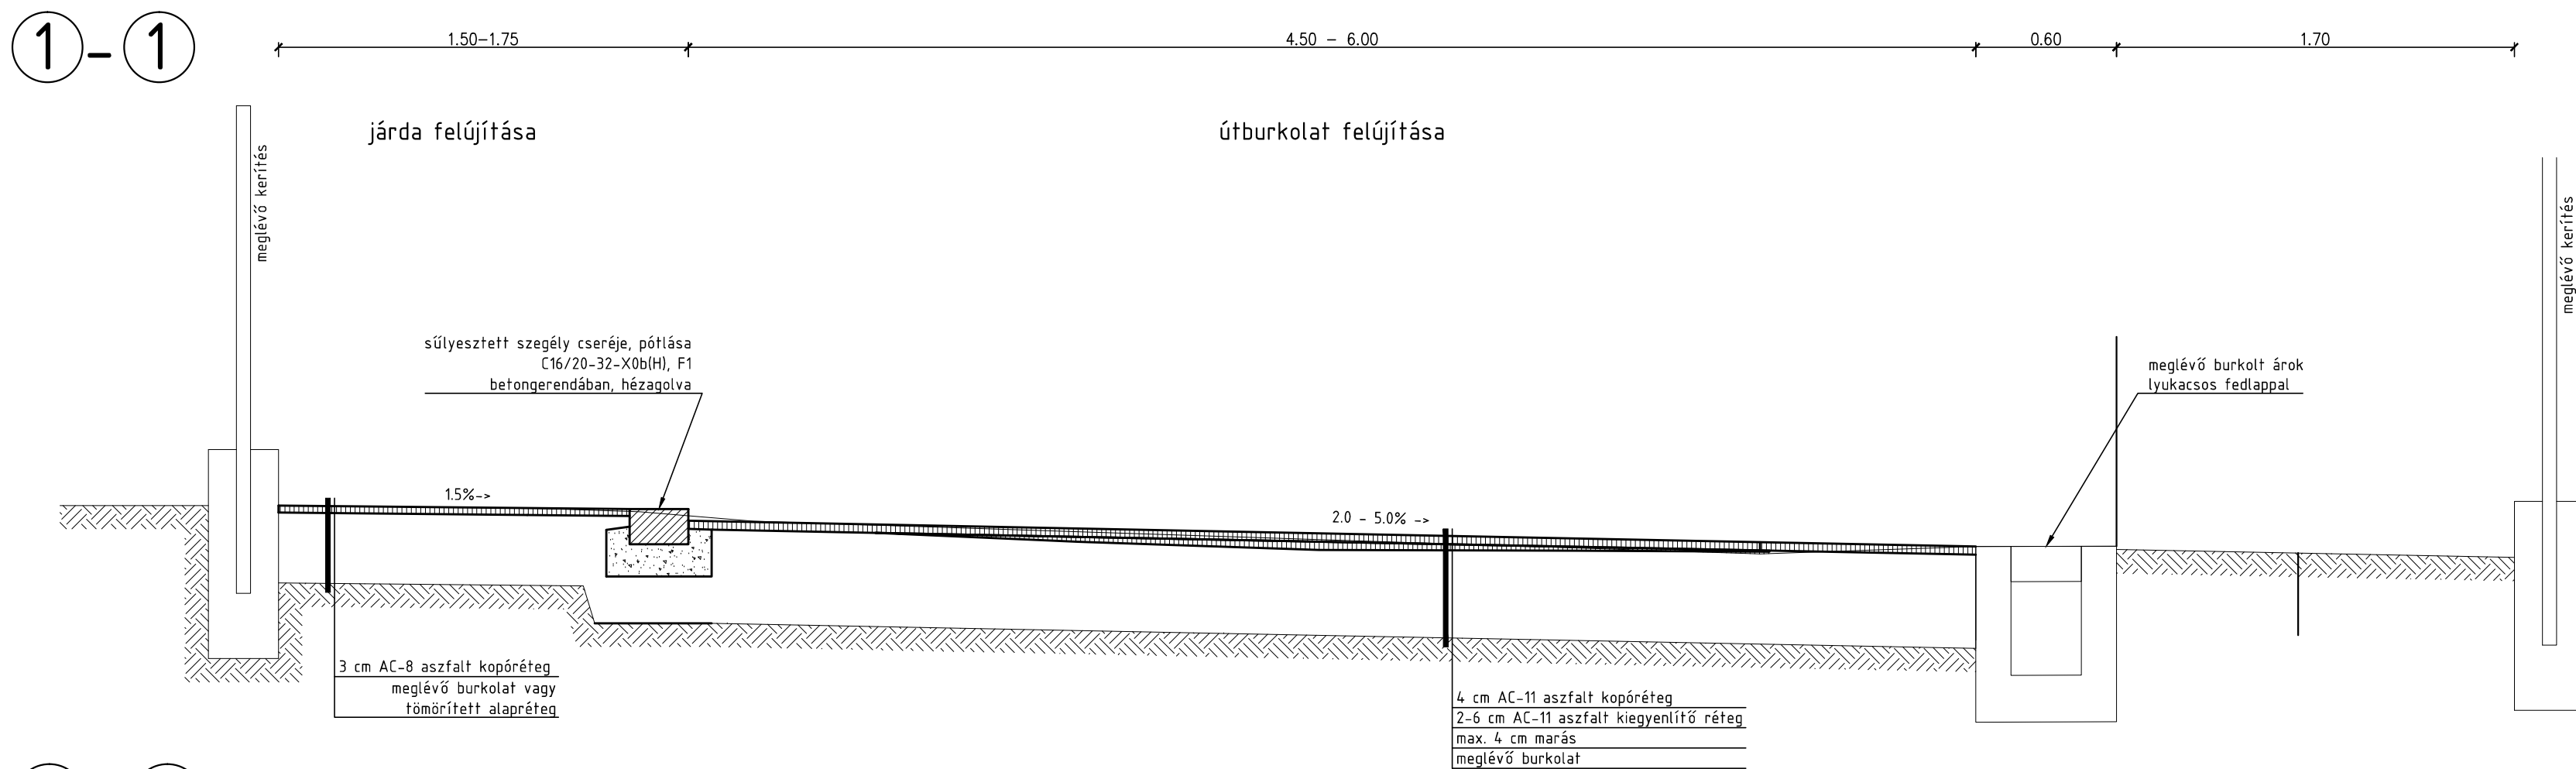 1-1
1.50-1.75
4.50 - 6.00
0.60
1.70
járda felújítása
útburkolat felújítása
meglévő kerítés
meglévő kerítés
sűlyesztett szegély cseréje, pótlása
C16/20-32-X0b(H), F1
betongerendában, hézagolva
meglévő burkolt árok
lyukacsos fedlappal
1.5%->
2.0 - 5.0% ->
3 cm AC-8 aszfalt kopóréteg
meglévő burkolat vagy
tömörített alapréteg
4 cm AC-11 aszfalt kopóréteg
2-6 cm AC-11 aszfalt kiegyenlítő réteg
max. 4 cm marás
meglévő burkolat